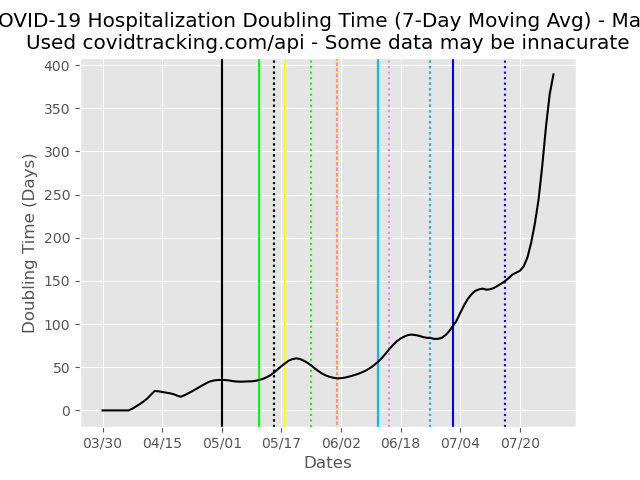 OVID-19 Hospitalization Doubling Time (7-Day Moving Avg) - Ma
Used covidtracking.com/api - Some data may be innacurate
400
350
300
250
200
150
100
50
0
Doubling Time (Days)
03/30 04/15 05/01 05/17 06/02 06/18 07/04 07/20
Dates